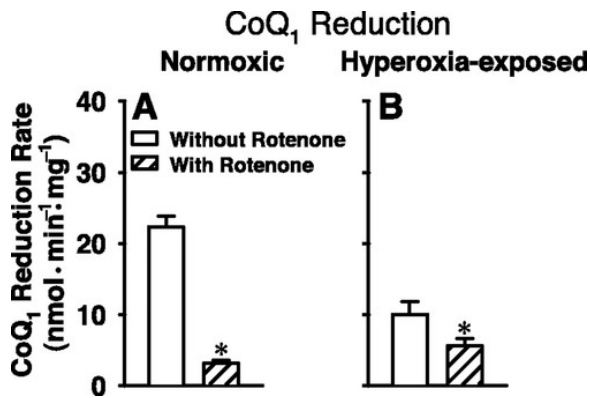 CoQ₁ Reduction
Normoxic Hyperoxia-exposed
A B
Without Rotenone
With Rotenone
CoQ₁ Reduction Rate
(nmol·min⁻¹·mg⁻¹)
40
30
20
10
0
*
*